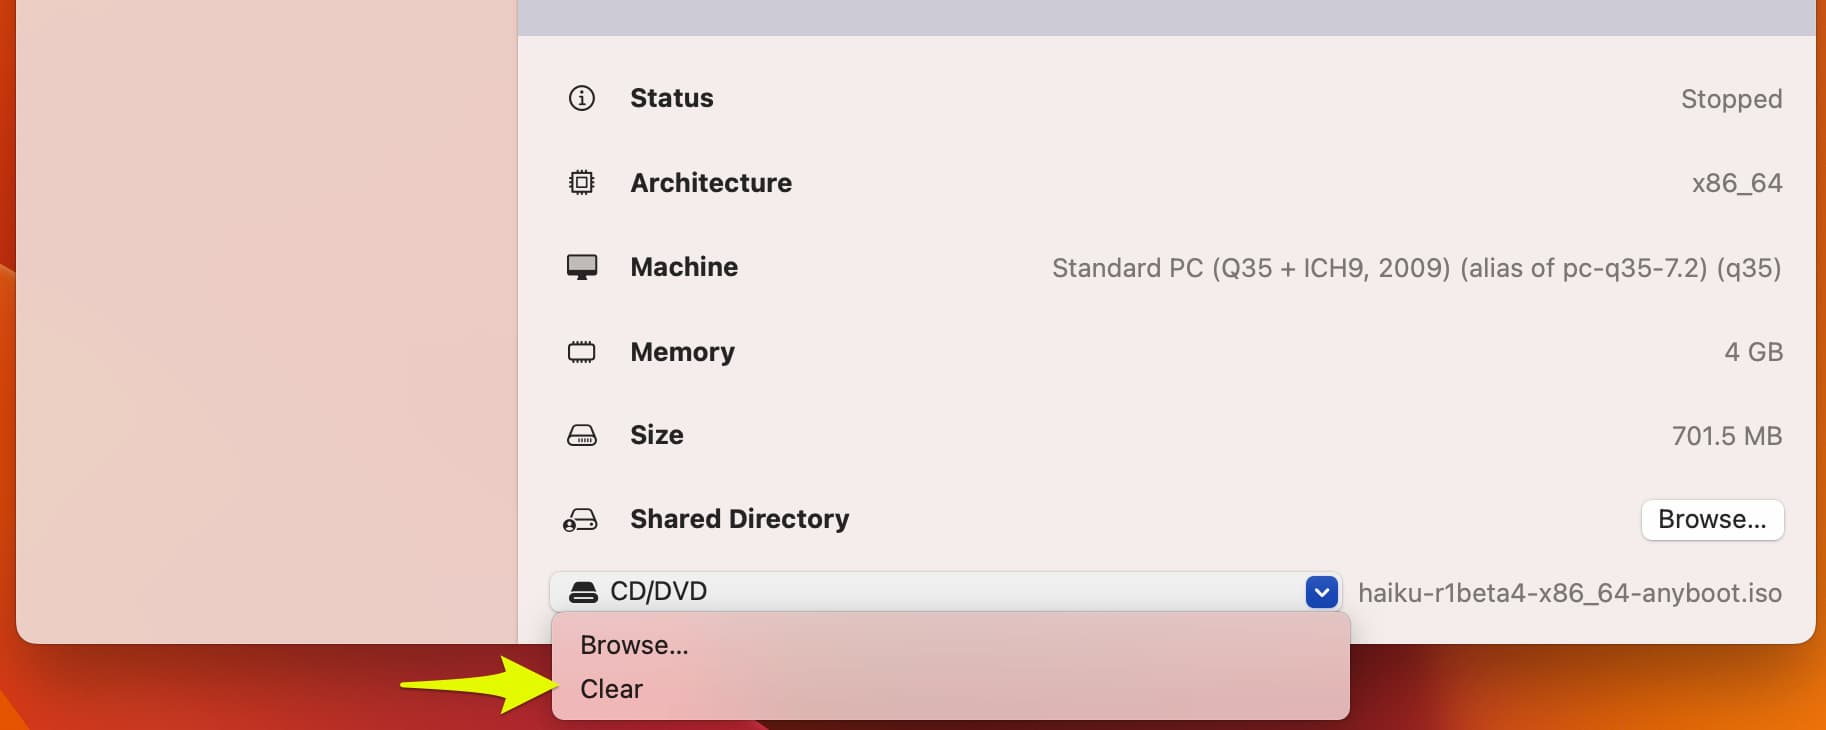 Status Stopped
Architecture x86_64
Machine Standard PC (Q35 + ICH9, 2009) (alias of pc-q35-7.2) (q35)
Memory 4 GB
Size 701.5 MB
Shared Directory Browse...
CD/DVD haiku-r1beta4-x86_64-anyboot.iso
Browse...
Clear